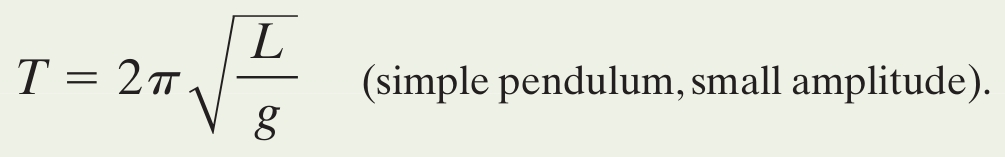 T = 2π√(L/g) (simple pendulum, small amplitude).